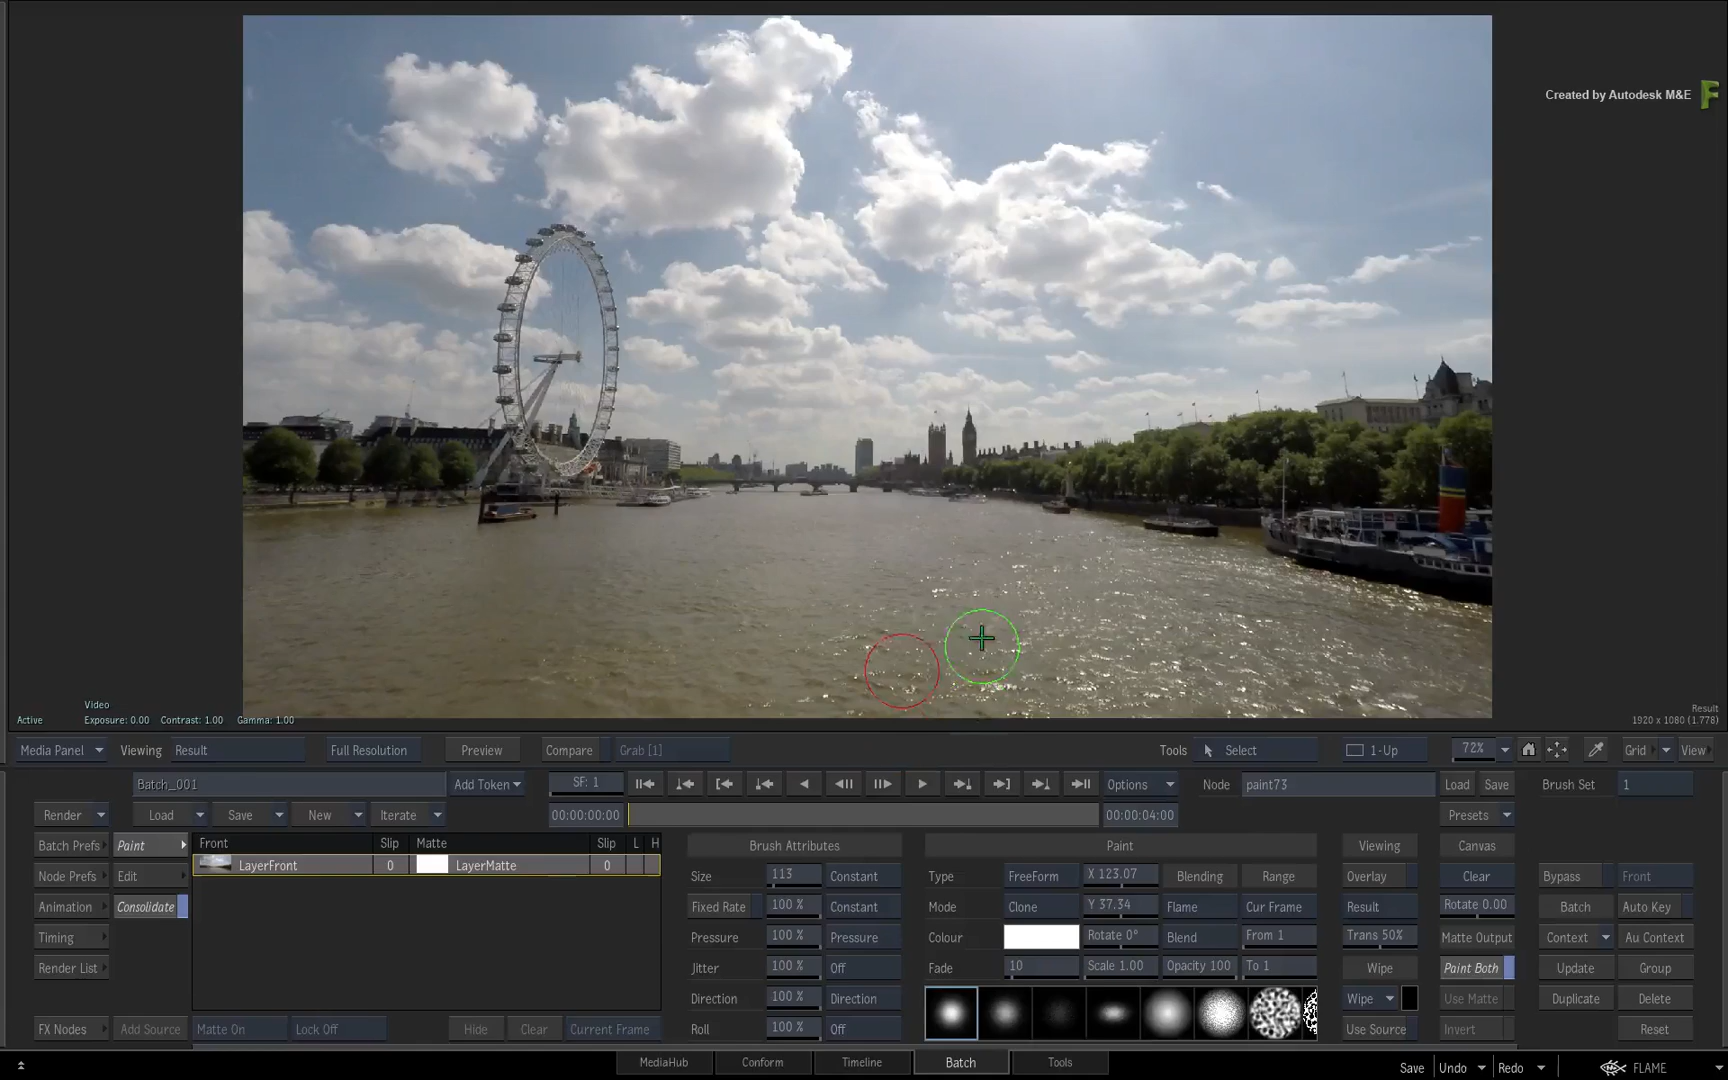 Created by Autodesk M&E
Video
Active Exposure: 0.00 Contrast: 1.00 Gamma: 1.00
Result
1920 x 1080 (1.778)
Media Panel Viewing Result Full Resolution Preview Compare Grab [1] Tools Select 1-Up 72% Grid View
Batch_001 Add Token SF: 1 Options Node paint73 Load Save Brush Set 1
Render Load Save New Iterate 00:00:00:00 00:00:04:00 Presets
Batch Prefs Paint Front Slip Matte Slip L H Brush Attributes Paint Viewing Canvas
LayerFront 0 LayerMatte 0
Node Prefs Edit Size 113 Constant Type FreeForm X 123.07 Blending Range Overlay Clear Bypass Front
Animation Consolidate Fixed Rate 100 % Constant Mode Clone Y 37.34 Flame Cur Frame Result Rotate 0.00 Batch Auto Key
Timing Pressure 100 % Pressure Colour Rotate 0° Blend From 1 Trans 50% Matte Output Context Au Context
Render List Jitter 100 % Off Fade 10 Scale 1.00 Opacity 100 To 1 Wipe Paint Both Update Group
Direction 100 % Direction Wipe Use Matte Duplicate Delete
FX Nodes Add Source Matte On Lock Off Hide Clear Current Frame Roll 100 % Off Use Source Invert Reset
MediaHub Conform Timeline Batch Tools Save Undo Redo FLAME